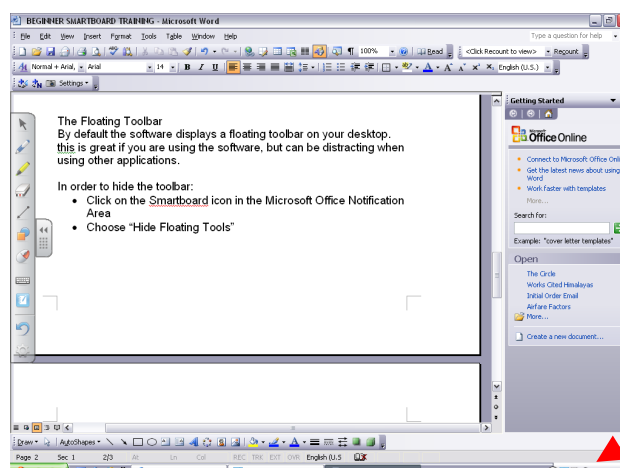 BEGINNER SMARTBOARD TRAINING - Microsoft Word
File Edit View Insert Format Tools Table Window Help
Type a question for help
100%
Read
<Click Recount to view>
Recount
Normal + Arial,
Arial
14
B I U
English (U.S.)
Settings
The Floating Toolbar
By default the software displays a floating toolbar on your desktop.
this is great if you are using the software, but can be distracting when
using other applications.
In order to hide the toolbar:
• Click on the Smartboard icon in the Microsoft Office Notification
Area
• Choose “Hide Floating Tools”
Getting Started
Microsoft
Office Online
Connect to Microsoft Office Onli
Get the latest news about using
Word
Work faster with templates
More...
Search for:
Example: "cover letter templates"
Open
The Circle
Works Cited Himalayas
Initial Order Email
Airfare Factors
More...
Create a new document...
Draw AutoShapes
Page 2 Sec 1 2/3 At Ln Col REC TRK EXT OVR English (U.S